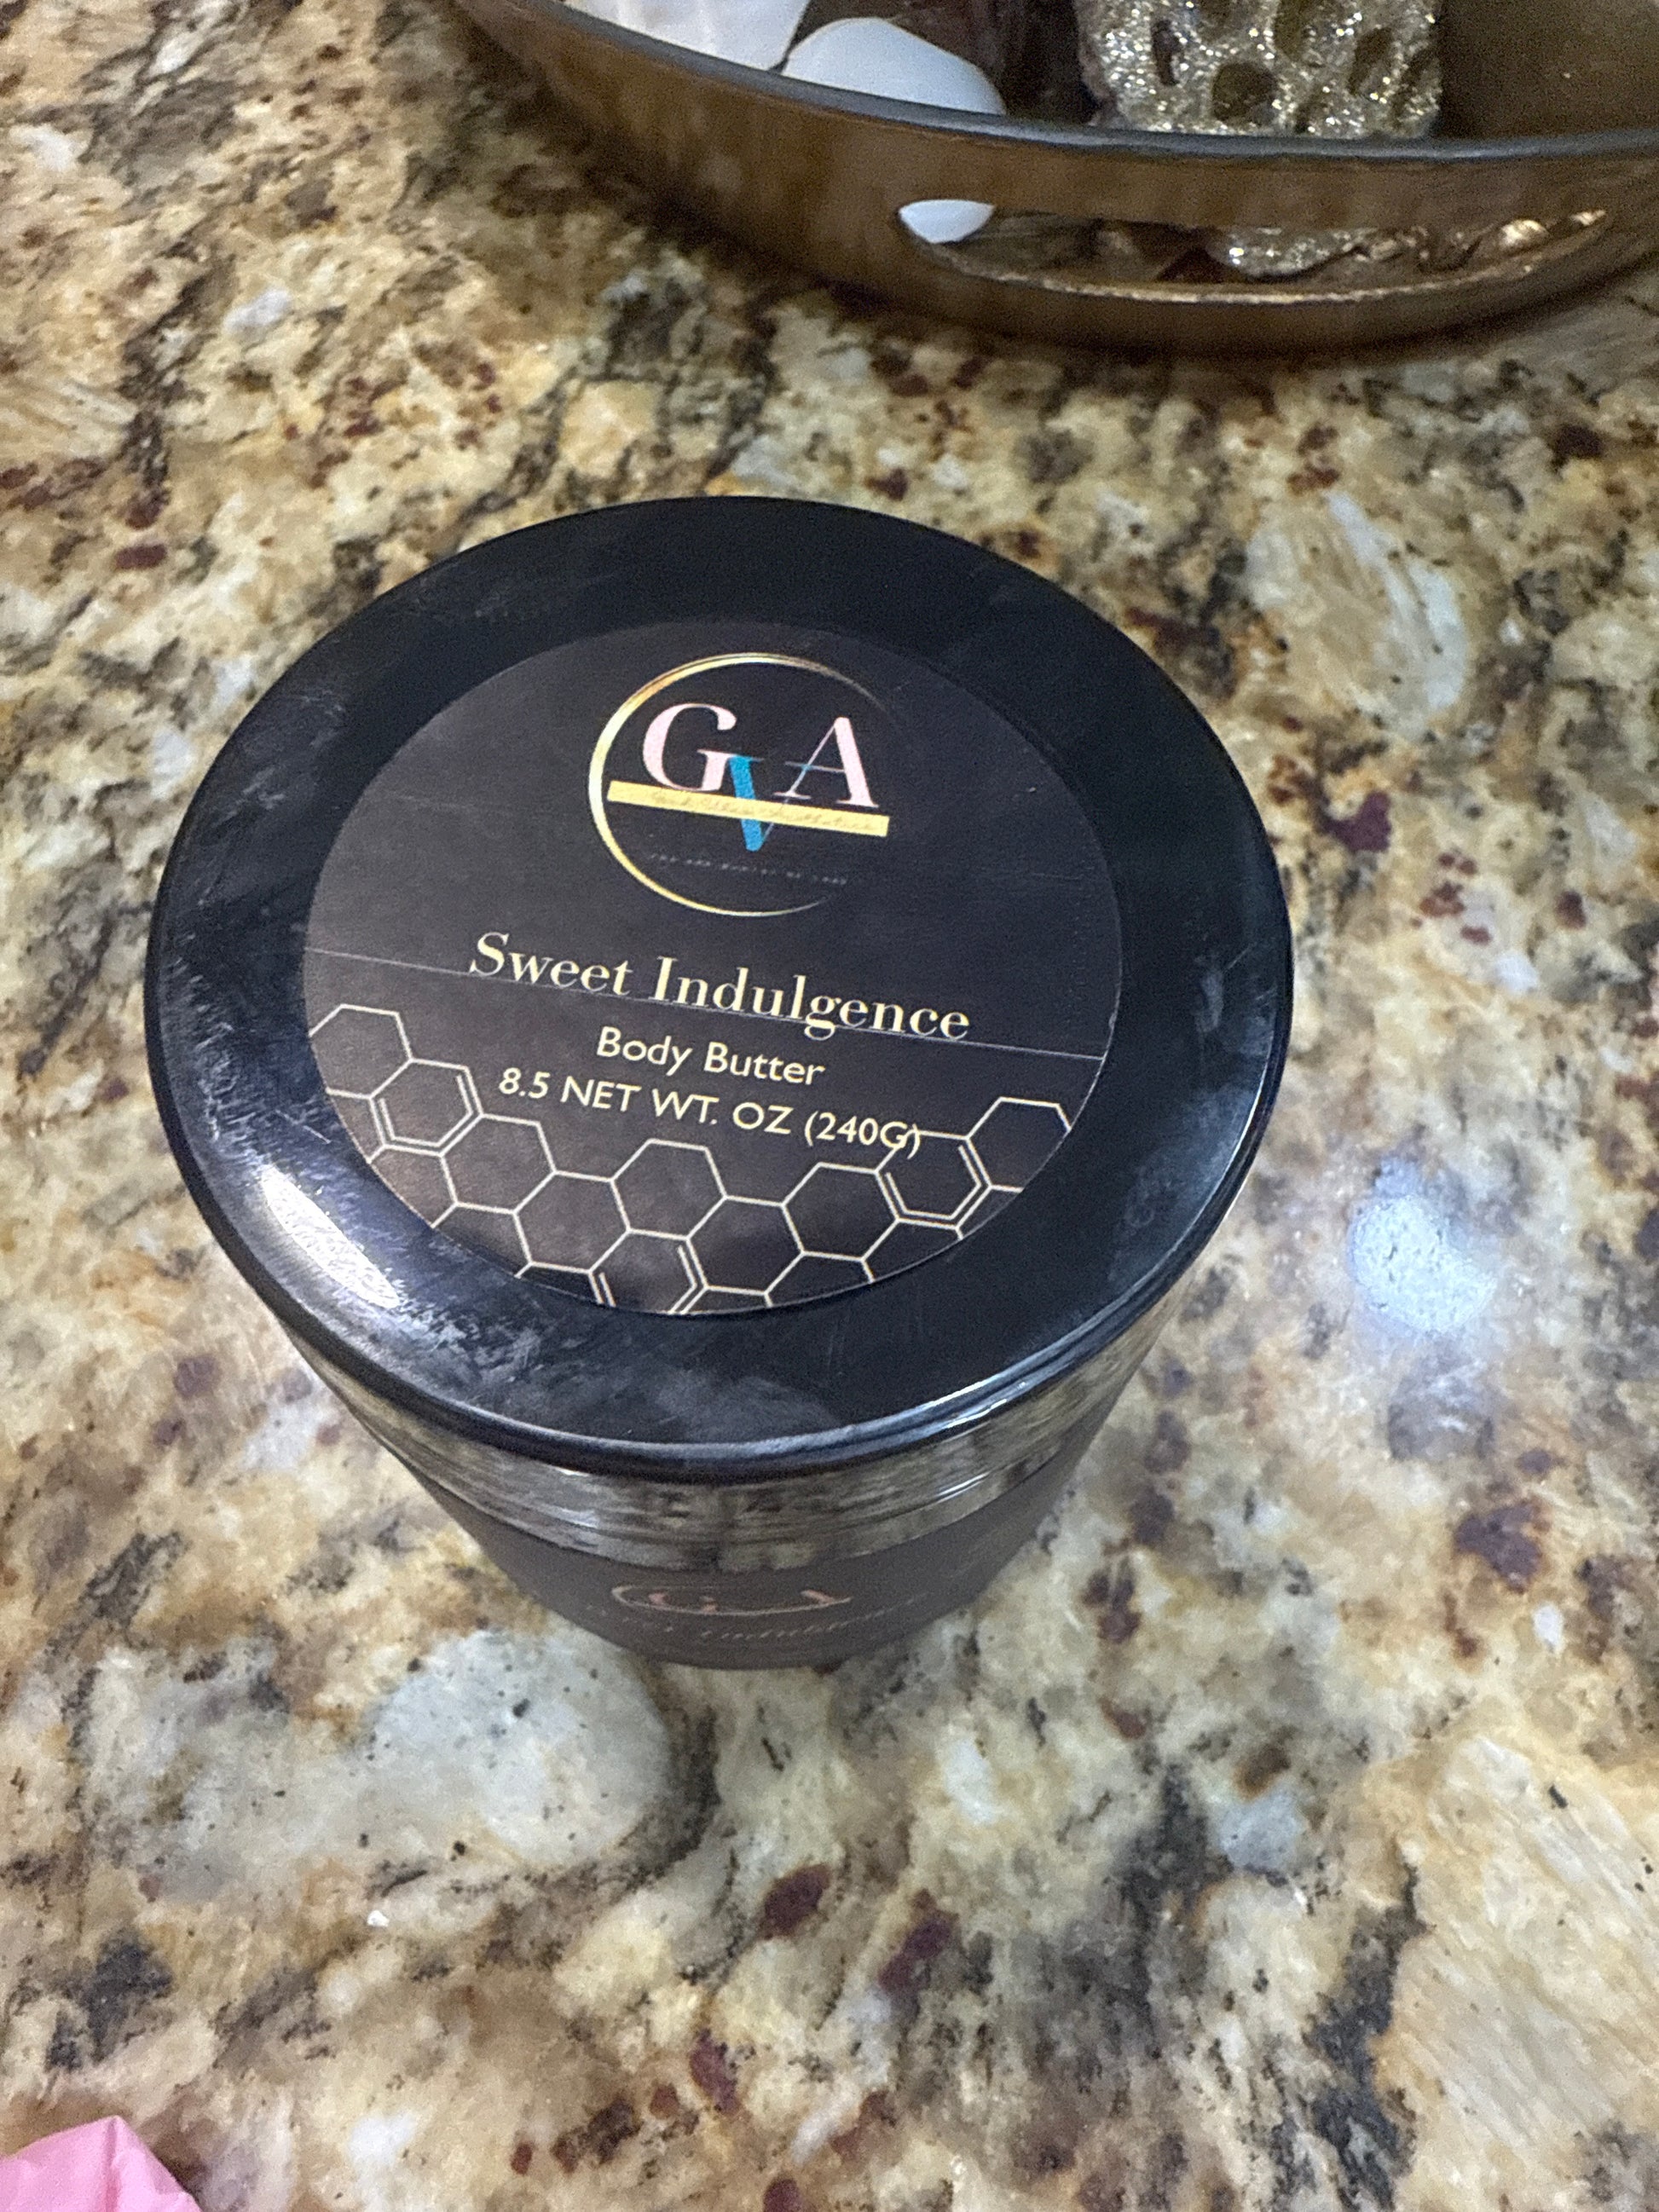 GVA
Sweet Indulgence
Body Butter
8.5 NET WT. OZ (240G)